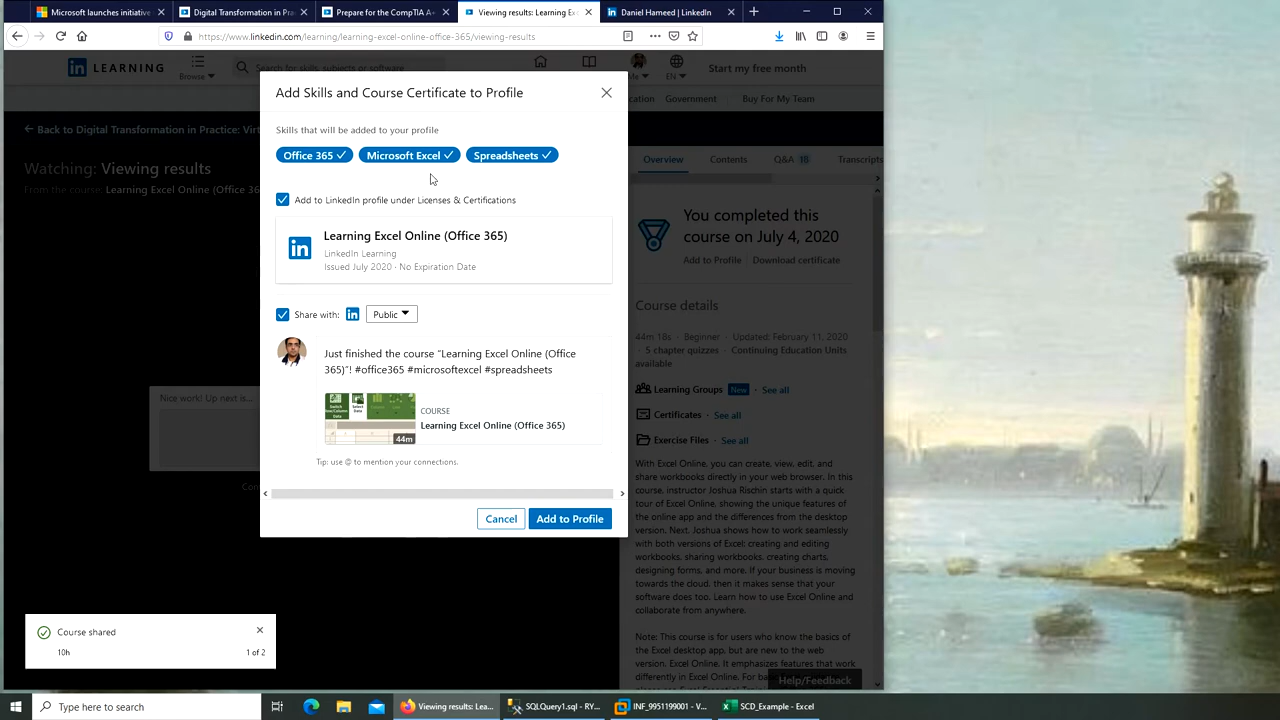 Microsoft launches initiative
Digital Transformation in Pra
Prepare for the CompTIA A+
Viewing results: Learning Ex
Daniel Hameed | LinkedIn
https://www.linkedin.com/learning/learning-excel-online-office-365/viewing-results
in LEARNING
Browse
Search for skills, subjects or software
Me
EN
Start my free month
Government
Buy For My Team
Back to Digital Transformation in Practice: Virt
Watching: Viewing results
From the course: Learning Excel Online (Office 36
Nice work! Up next is...
Add Skills and Course Certificate to Profile
Skills that will be added to your profile
Office 365
Microsoft Excel
Spreadsheets
Add to LinkedIn profile under Licenses & Certifications
in
Learning Excel Online (Office 365)
LinkedIn Learning
Issued July 2020 · No Expiration Date
Share with: in Public
Just finished the course “Learning Excel Online (Office
365)”! #office365 #microsoftexcel #spreadsheets
Switch Row/Column Data
Select Data
44m
COURSE
Learning Excel Online (Office 365)
Tip: use @ to mention your connections.
Cancel
Add to Profile
Overview
Contents
Q&A 18
Transcripts
You completed this
course on July 4, 2020
Add to Profile
Download certificate
Course details
44m 18s · Beginner · Updated: February 11, 2020
· 5 chapter quizzes · Continuing Education Units
available
Learning Groups New · See all
Certificates · See all
Exercise Files · See all
With Excel Online, you can create, view, edit, and
share workbooks directly in your web browser. In this
course, instructor Joshua Rischin starts with a quick
tour of Excel Online, showing the unique features of
the online app and the differences from the desktop
version. Next, Joshua shows how to work seamlessly
with both versions of Excel: creating and editing
workbooks, sharing workbooks, creating charts,
designing forms, and more. If your business is moving
towards the cloud, then it makes sense that your
software does too. Learn how to use Excel Online and
collaborate from anywhere.
Note: This course is for users who know the basics of
the Excel desktop app, but are new to the web
version, Excel Online. It emphasizes features that work
differently in Excel Online. For
Help/Feedback
Course shared
10h
1 of 2
Type here to search
Viewing results: Lea...
SQLQuery1.sql - RY...
INF_9951199001 - V...
SCD_Example - Excel